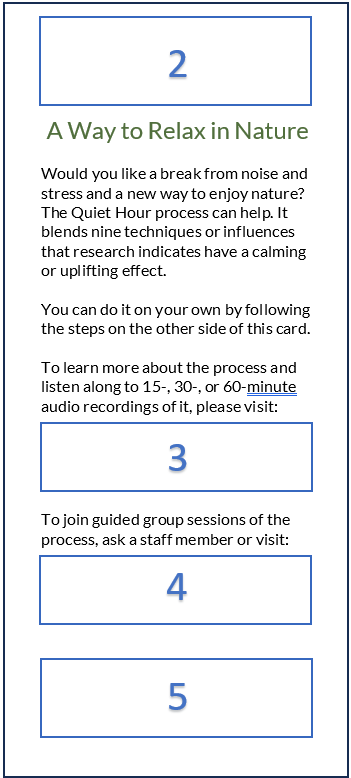 2
A Way to Relax in Nature
Would you like a break from noise and
stress and a new way to enjoy nature?
The Quiet Hour process can help. It
blends nine techniques or influences
that research indicates have a calming
or uplifting effect.
You can do it on your own by following
the steps on the other side of this card.
To learn more about the process and
listen along to 15-, 30-, or 60-minute
audio recordings of it, please visit:
3
To join guided group sessions of the
process, ask a staff member or visit:
4
5